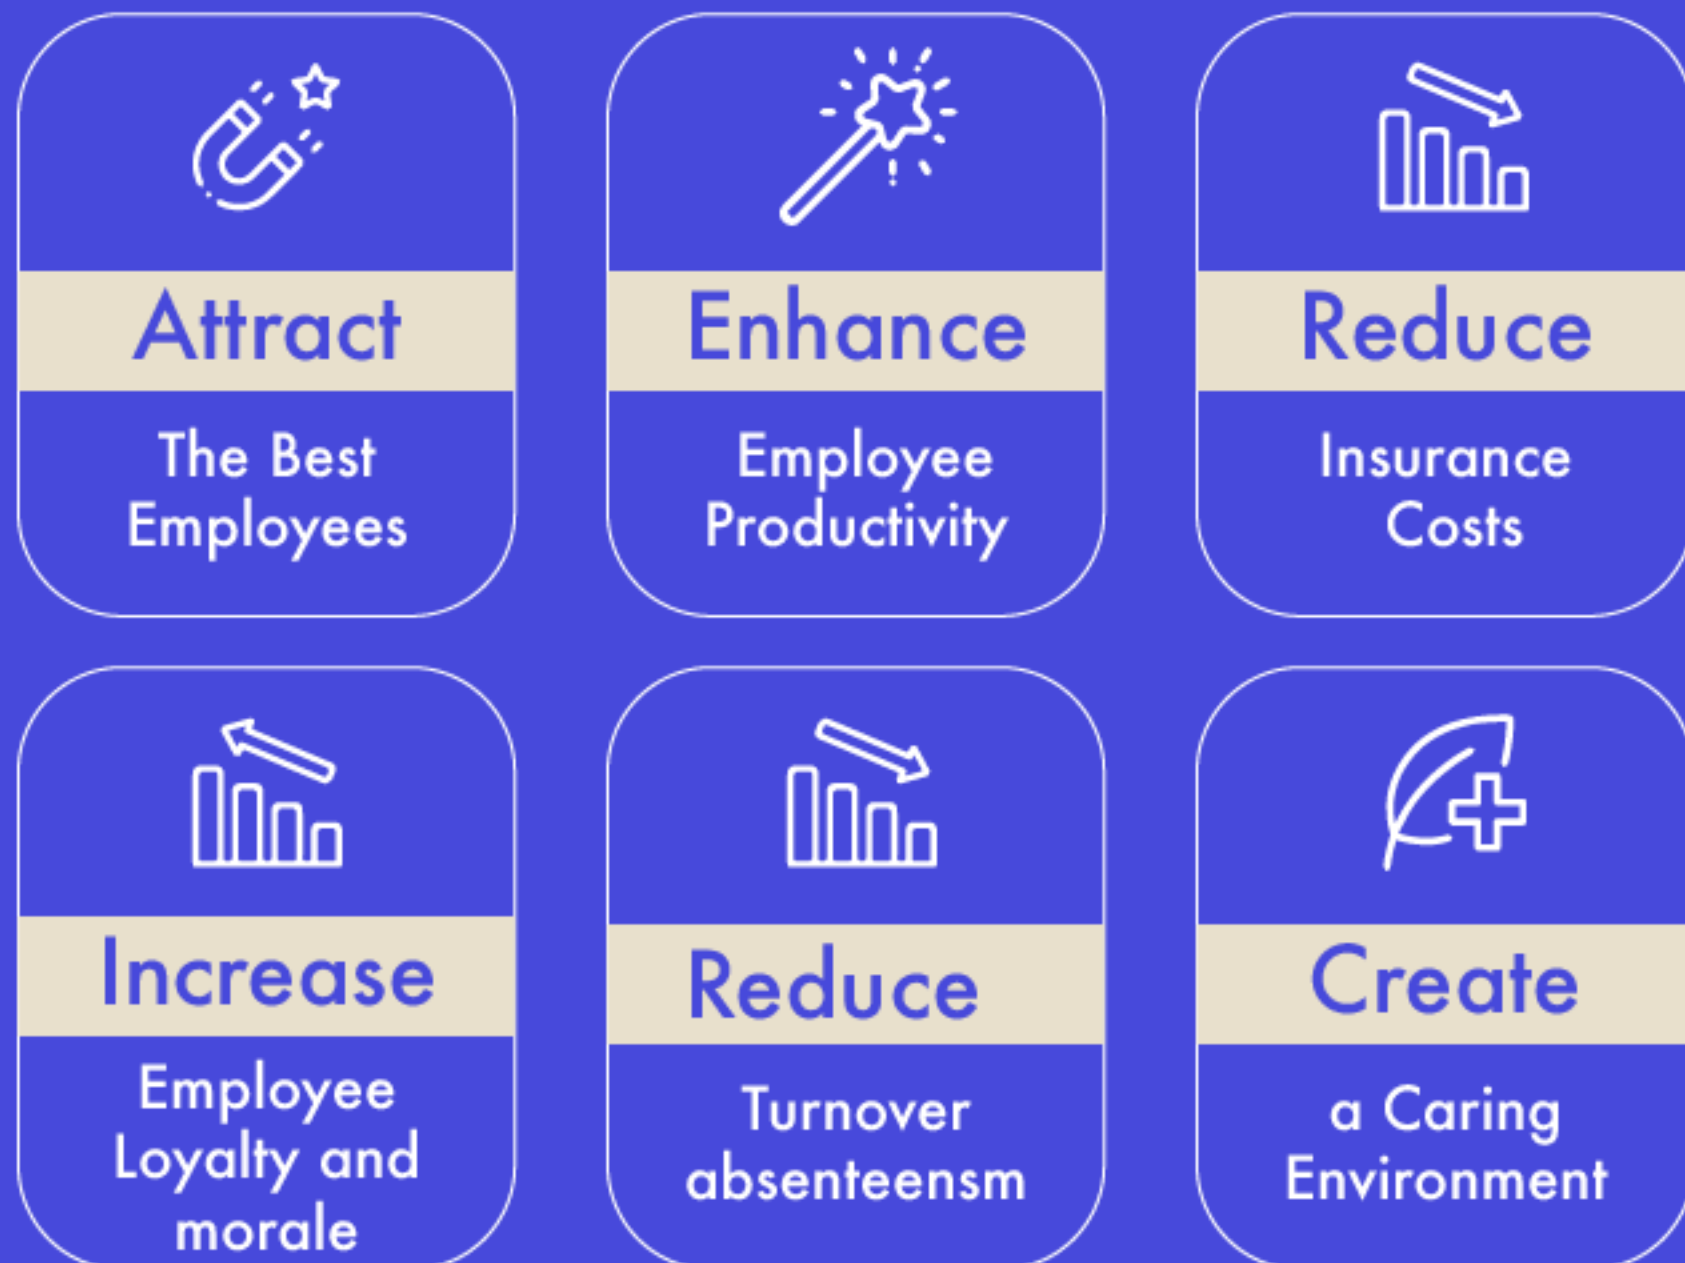 Attract
The Best
Employees
Enhance
Employee
Productivity
Reduce
Insurance
Costs
Increase
Employee
Loyalty and
morale
Reduce
Turnover
absenteensm
Create
a Caring
Environment